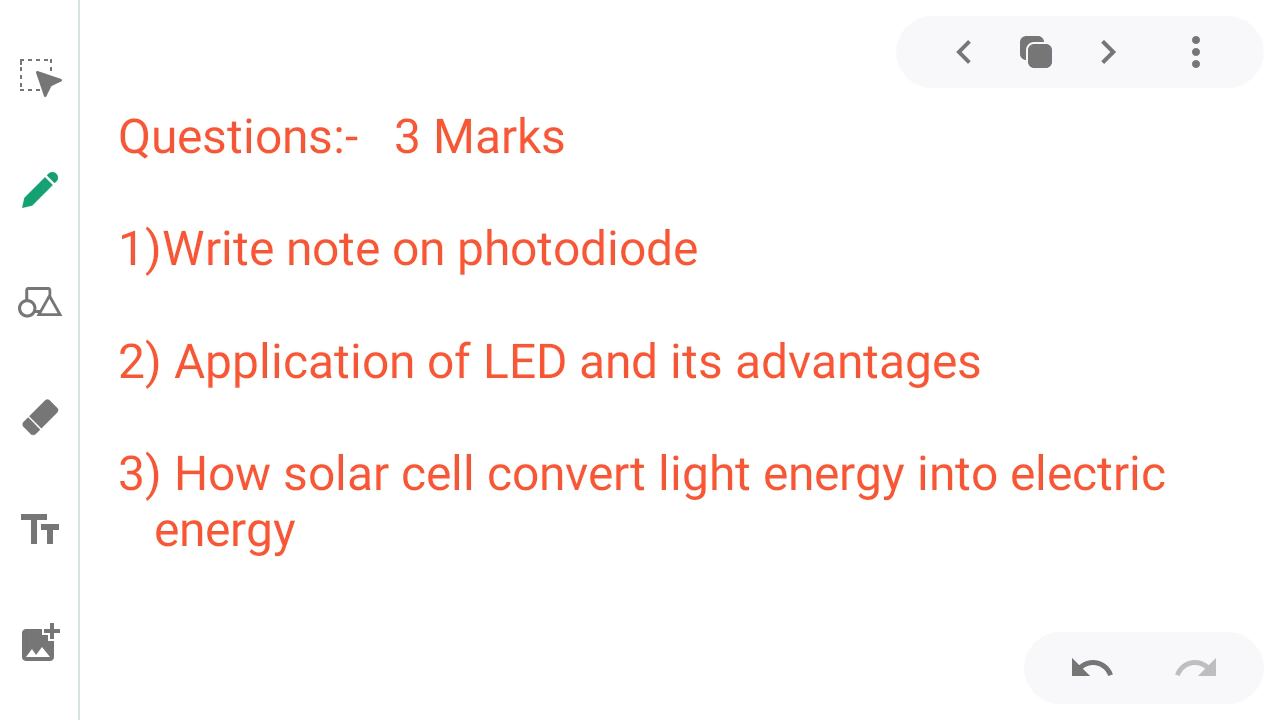 Questions:- 3 Marks
1)Write note on photodiode
2) Application of LED and its advantages
3) How solar cell convert light energy into electric
energy